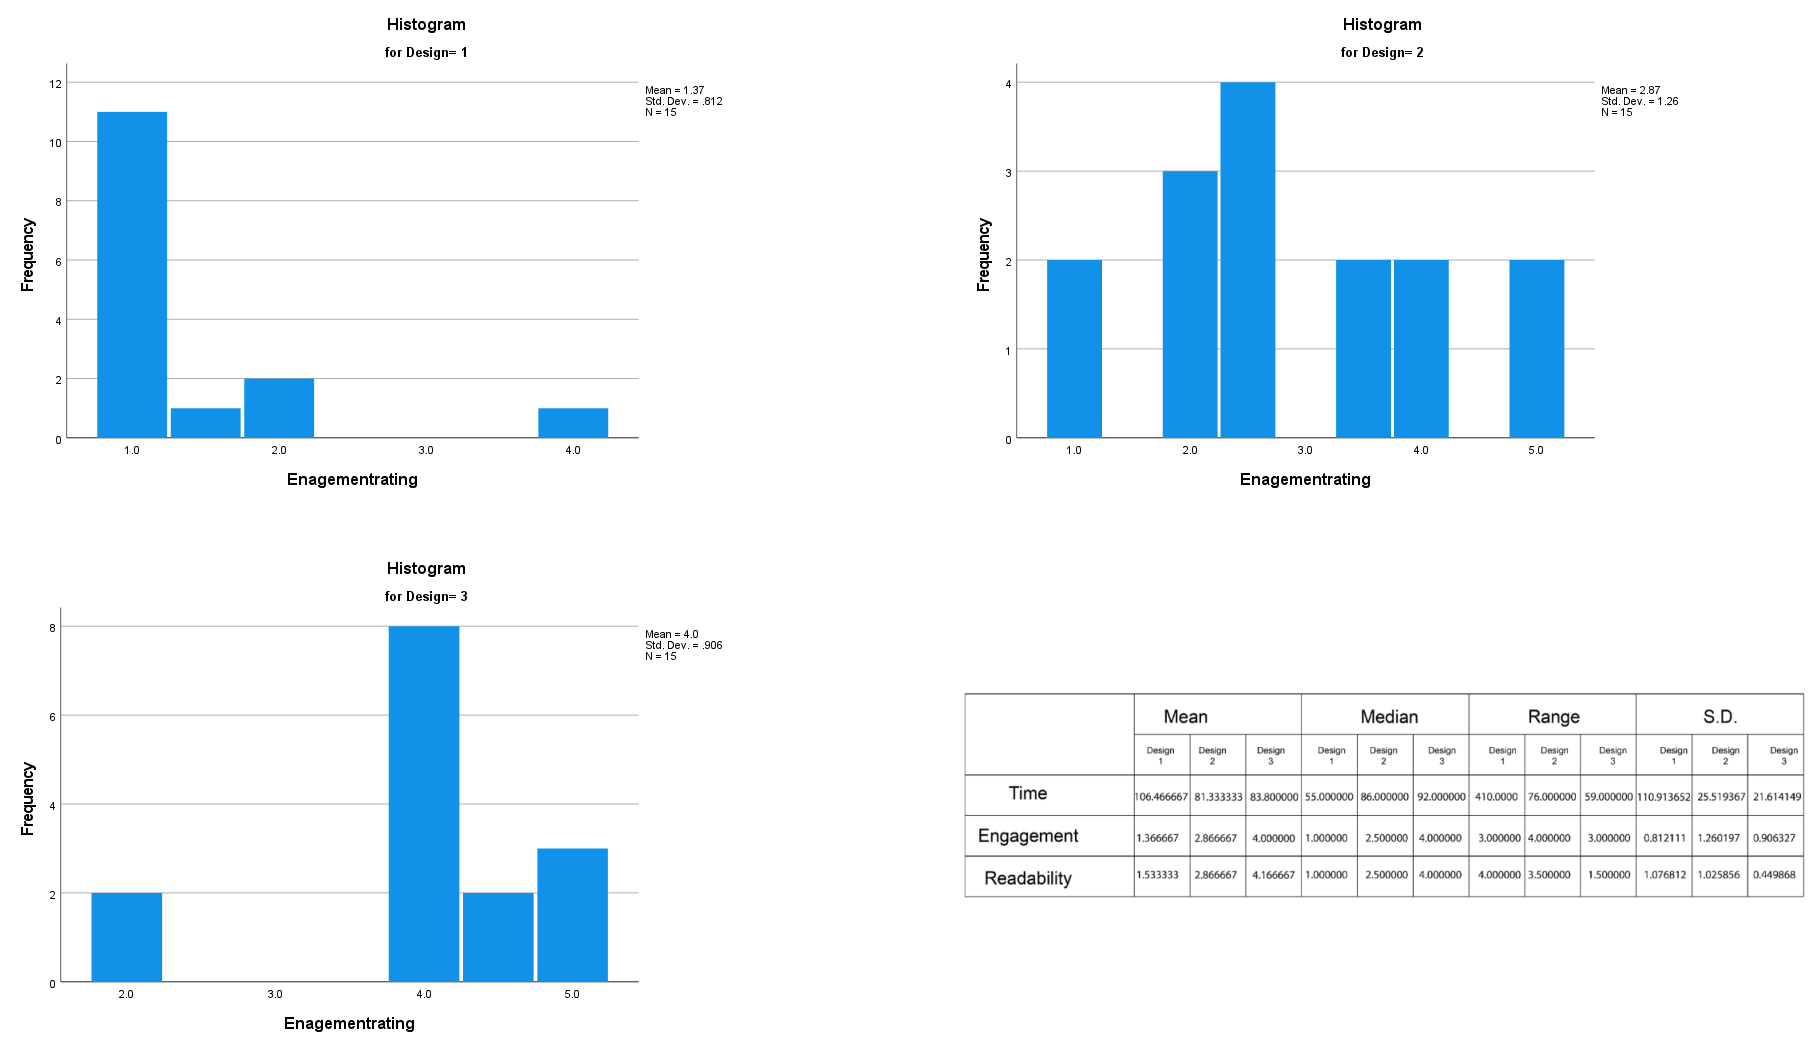 Histogram
for Design= 1
12
10
8
6
4
2
0
Frequency
1.0 2.0 3.0 4.0
Enagementrating
Mean = 1.37
Std. Dev. = .812
N = 15
Histogram
for Design= 2
4
3
2
1
0
Frequency
1.0 2.0 3.0 4.0 5.0
Enagementrating
Mean = 2.87
Std. Dev. = 1.26
N = 15
Histogram
for Design= 3
8
6
4
2
0
Frequency
2.0 3.0 4.0 5.0
Enagementrating
Mean = 4.0
Std. Dev. = .906
N = 15
Mean Median Range S.D.
Design 1 Design 2 Design 3 Design 1 Design 2 Design 3 Design 1 Design 2 Design 3 Design 1 Design 2 Design 3
Time 106.466667 81.333333 83.800000 55.000000 86.000000 92.000000 410.0000 76.000000 59.000000 110.913652 25.519367 21.614149
Engagement 1.366667 2.866667 4.000000 1.000000 2.500000 4.000000 3.000000 4.000000 3.000000 0.812111 1.260197 0.906327
Readability 1.533333 2.866667 4.166667 1.000000 2.500000 4.000000 4.000000 3.500000 1.500000 1.076812 1.025856 0.449868